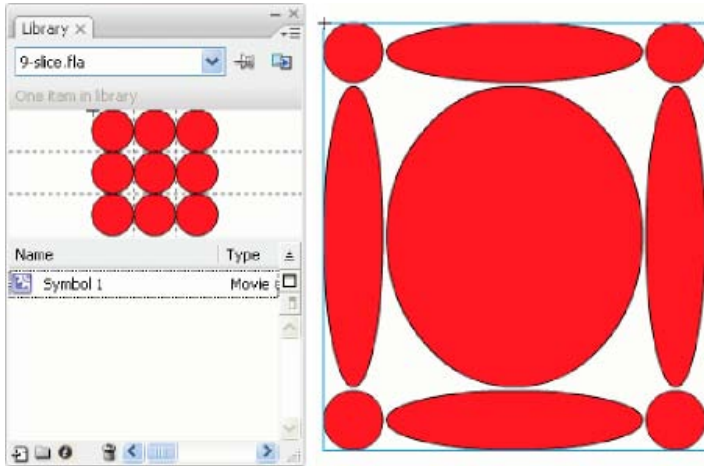 Library ×
9-slice.fla
One item in library
Name Type
Symbol 1 Movie